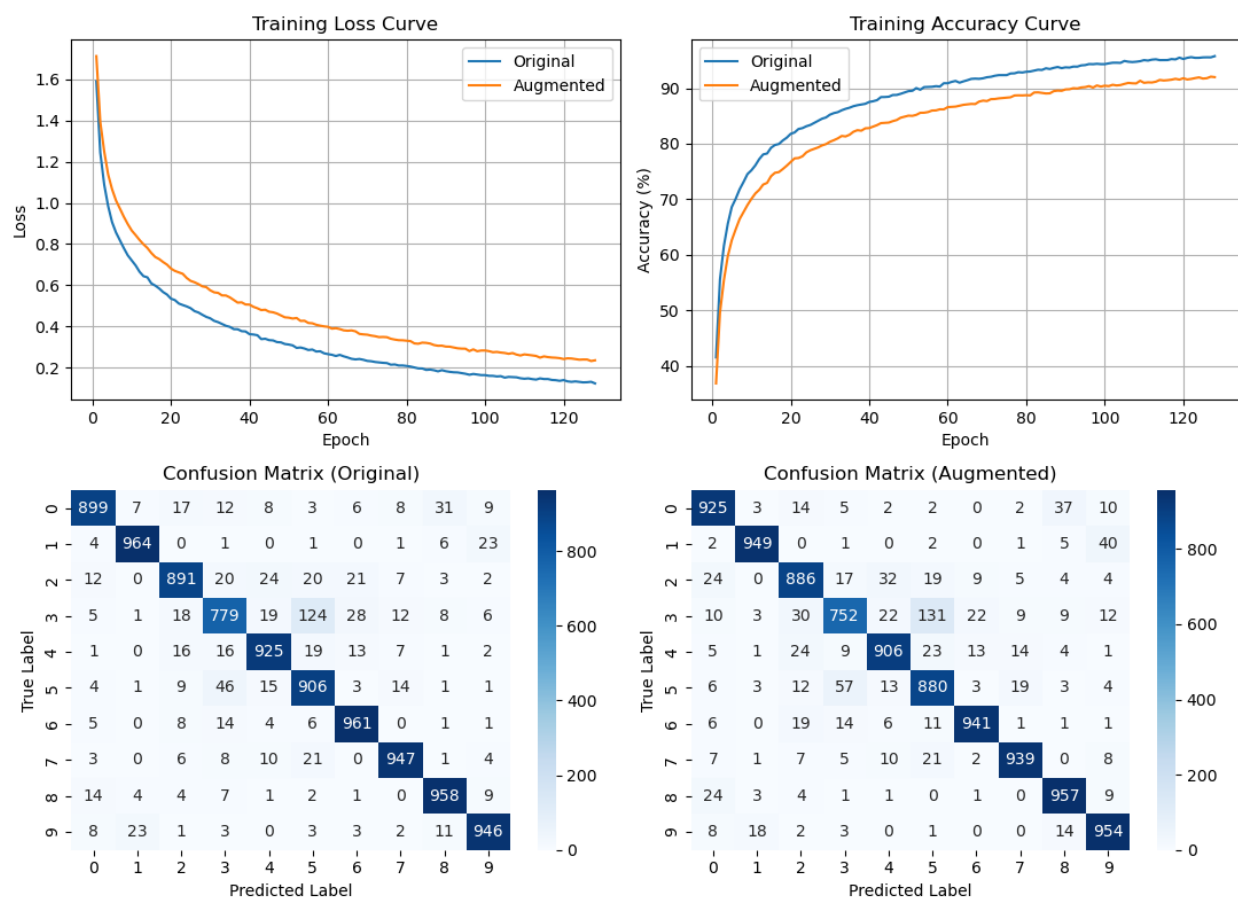 Training Loss Curve
Original
Augmented
1.6
1.4
1.2
1.0
0.8
0.6
0.4
0.2
Loss
0 20 40 60 80 100 120
Epoch
Training Accuracy Curve
Original
Augmented
90
80
70
60
50
40
Accuracy (%)
0 20 40 60 80 100 120
Epoch
Confusion Matrix (Original)
0 899 7 17 12 8 3 6 8 31 9
1 4 964 0 1 0 1 0 1 6 23
2 12 0 891 20 24 20 21 7 3 2
3 5 1 18 779 19 124 28 12 8 6
4 1 0 16 16 925 19 13 7 1 2
5 4 1 9 46 15 906 3 14 1 1
6 5 0 8 14 4 6 961 0 1 1
7 3 0 6 8 10 21 0 947 1 4
8 14 4 4 7 1 2 1 0 958 9
9 8 23 1 3 0 3 3 2 11 946
0 1 2 3 4 5 6 7 8 9
True Label
Predicted Label
800
600
400
200
0
Confusion Matrix (Augmented)
0 925 3 14 5 2 2 0 2 37 10
1 2 949 0 1 0 2 0 1 5 40
2 24 0 886 17 32 19 9 5 4 4
3 10 3 30 752 22 131 22 9 9 12
4 5 1 24 9 906 23 13 14 4 1
5 6 3 12 57 13 880 3 19 3 4
6 6 0 19 14 6 11 941 1 1 1
7 7 1 7 5 10 21 2 939 0 8
8 24 3 4 1 1 0 1 0 957 9
9 8 18 2 3 0 1 0 0 14 954
0 1 2 3 4 5 6 7 8 9
True Label
Predicted Label
800
600
400
200
0